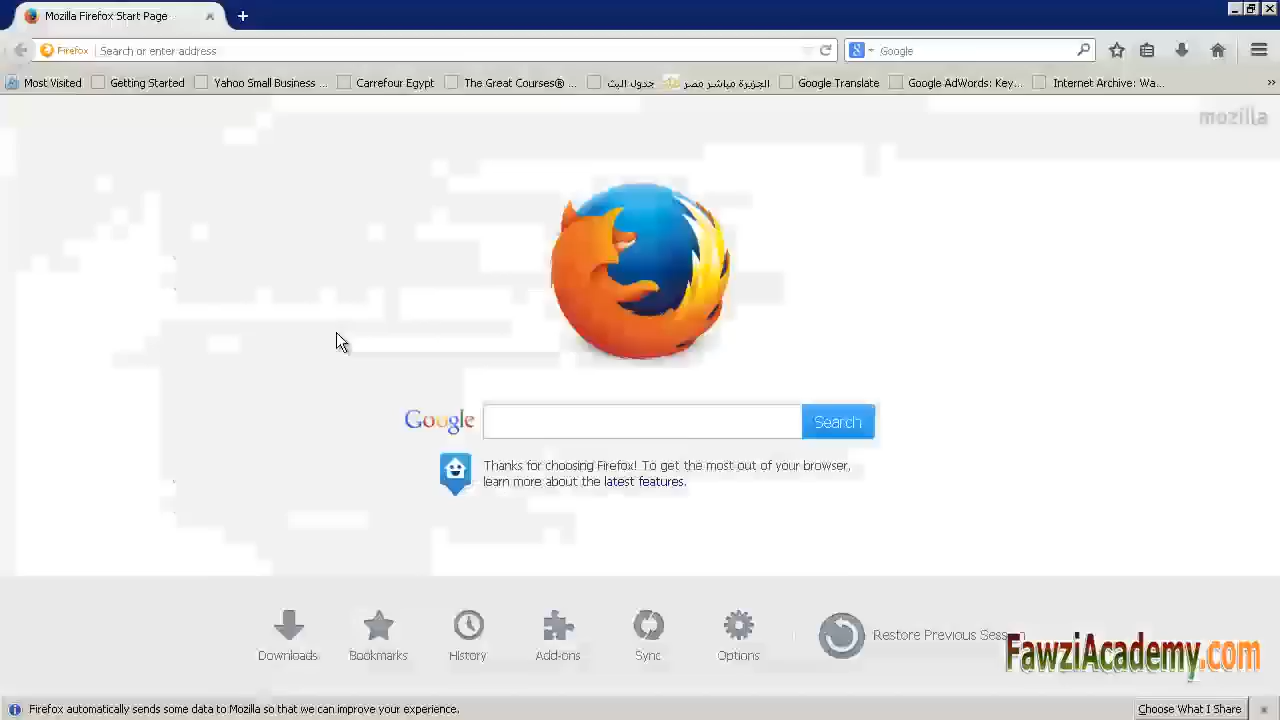 Mozilla Firefox Start Page
Firefox Search or enter address
Google
Most Visited Getting Started Yahoo Small Business ... Carrefour Egypt The Great Courses® ... جدول البث الجزيرة مباشر مصر Google Translate Google AdWords: Key... Internet Archive: Wa...
mozilla
Google Search
Thanks for choosing Firefox! To get the most out of your browser,
learn more about the latest features.
Downloads Bookmarks History Add-ons Sync Options Restore Previous
FawziAcademy.com
Firefox automatically sends some data to Mozilla so that we can improve your experience. Choose What I Share